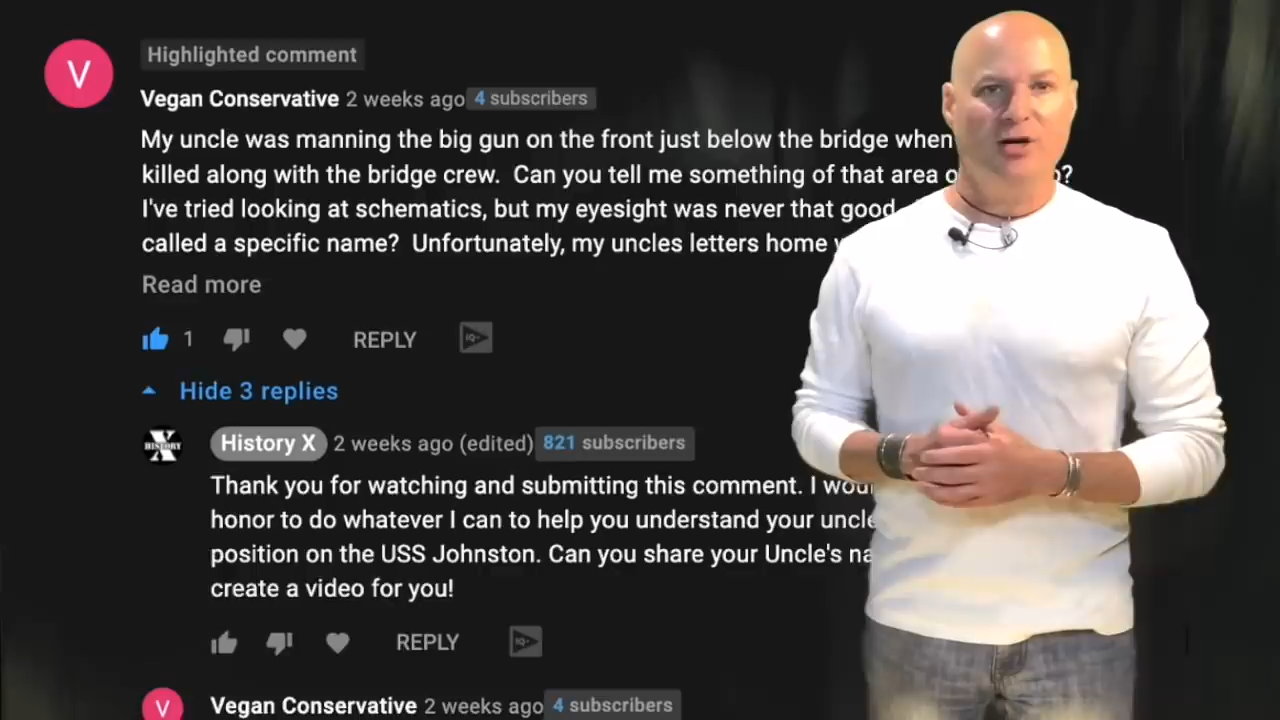 V
Highlighted comment
Vegan Conservative 2 weeks ago 4 subscribers
My uncle was manning the big gun on the front just below the bridge when
killed along with the bridge crew. Can you tell me something of that area ?
I've tried looking at schematics, but my eyesight was never that good
called a specific name? Unfortunately, my uncles letters home
Read more
1
REPLY
IQ+
Hide 3 replies
X HISTORY
History X 2 weeks ago (edited) 821 subscribers
Thank you for watching and submitting this comment. I
honor to do whatever I can to help you understand your
position on the USS Johnston. Can you share your Uncle's
create a video for you!
REPLY
IQ+
V
Vegan Conservative 2 weeks ago 4 subscribers